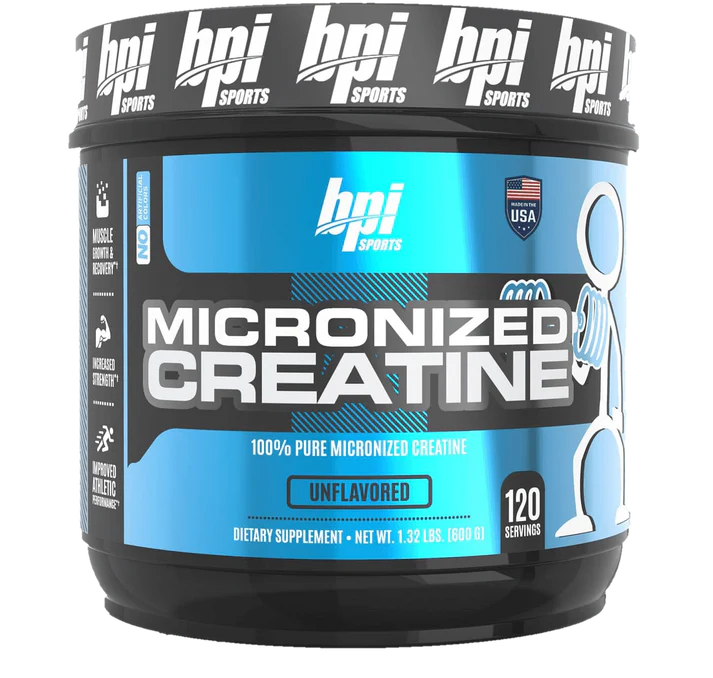 bpi SPORTS
bpi SPORTS
bpi SPORTS
bpi SPORTS
bpi SPORTS
MUSCLE
GROWTH &
RECOVERY*†
INCREASED
STRENGTH*†
IMPROVED
ATHLETIC
PERFORMANCE*†
NO ARTIFICIAL
COLORS
bpi
SPORTS
MADE IN THE
USA
MICRONIZED
CREATINE
100% PURE MICRONIZED CREATINE
UNFLAVORED
120
SERVINGS
DIETARY SUPPLEMENT • NET WT. 1.32 LBS. [600 G]